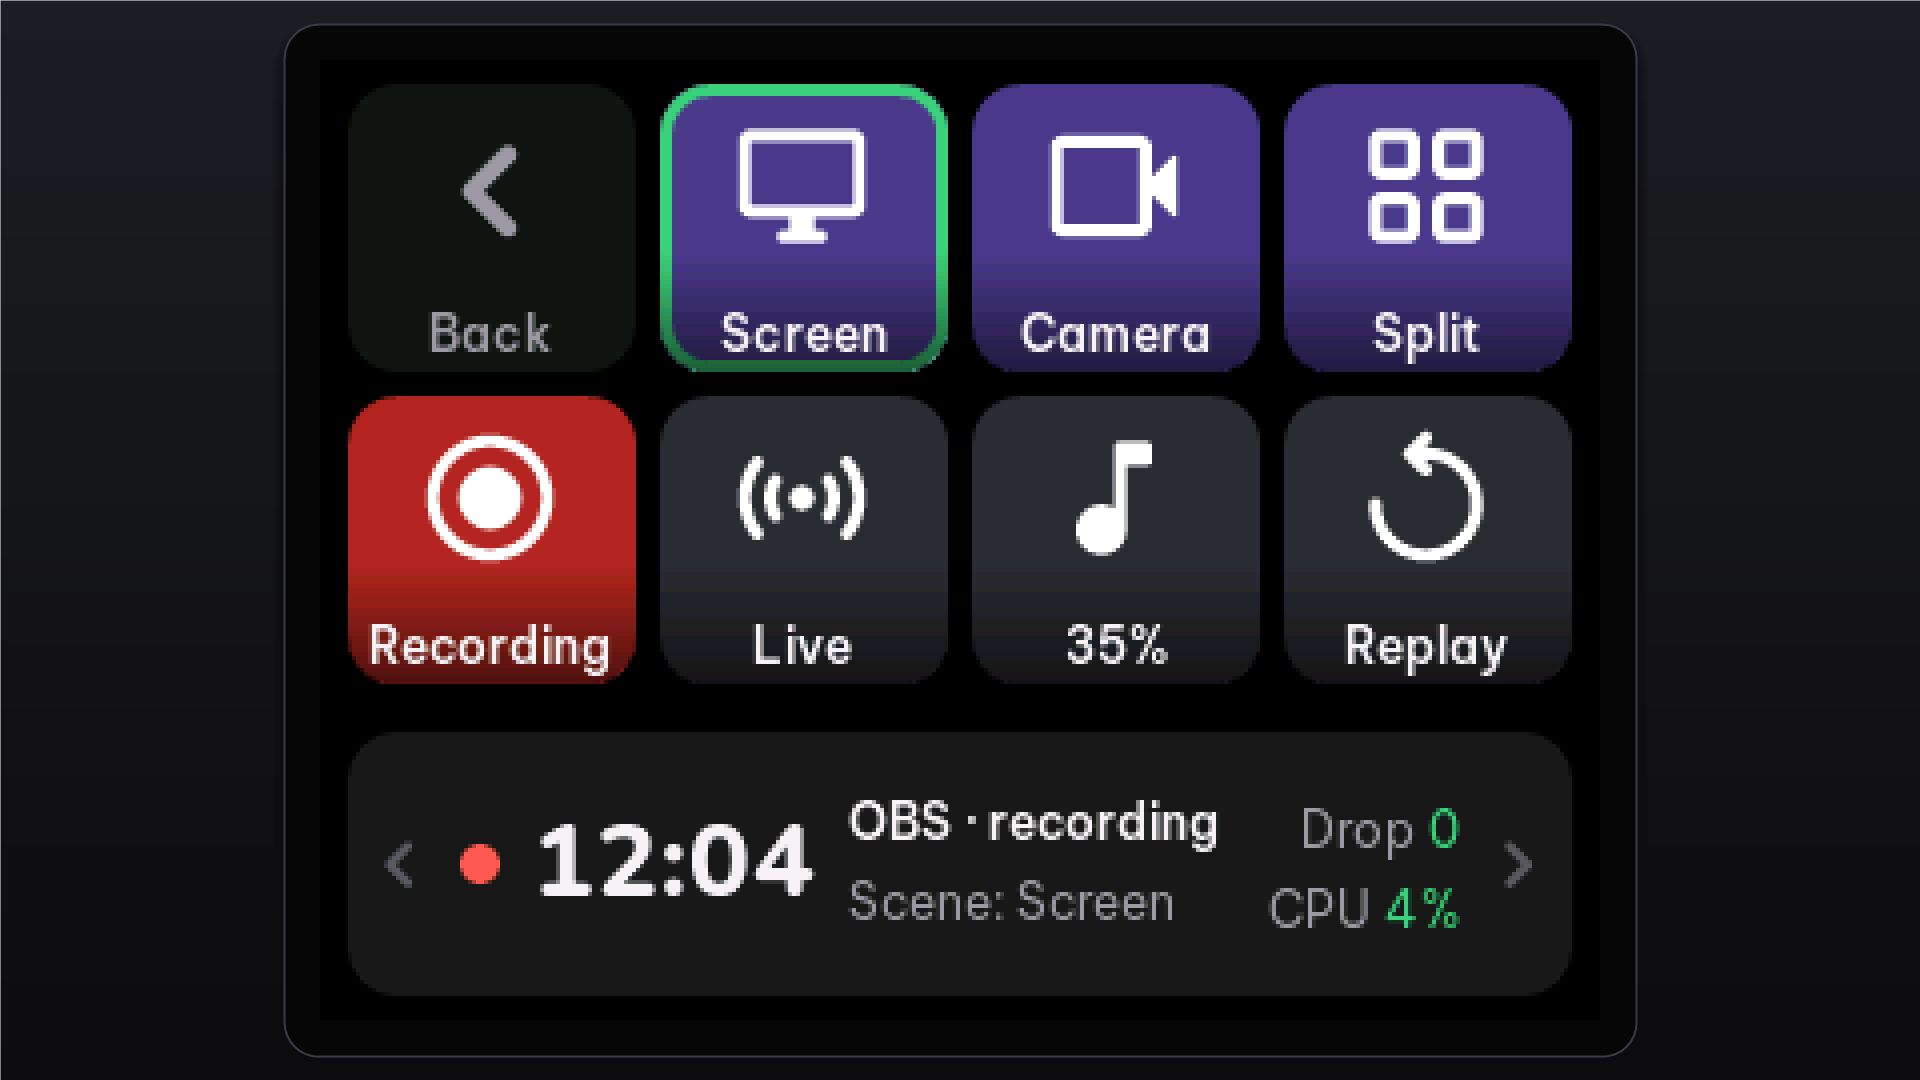 Back
Screen
Camera
Split
Recording
Live
35%
Replay
12:04
OBS · recording
Scene: Screen
Drop 0
CPU 4%